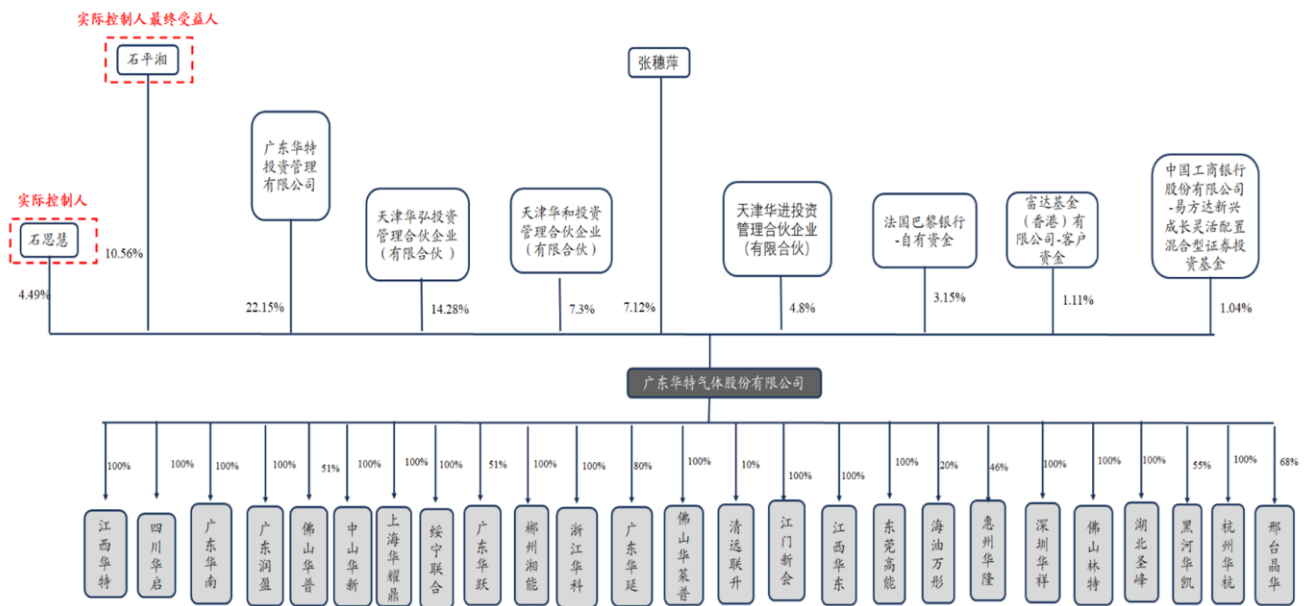 实际控制人最终受益人
石平湘
张穗萍
广东华特
投资管理
有限公司
实际控制人
石思慧
天津华弘投资
管理合伙企业
（有限合伙）
天津华和投资
管理合伙企业
（有限合伙）
天津华进投资
管理合伙企业
（有限合伙）
法国巴黎银行
-自有资金
富达基金
（香港）有
限公司-客户
资金
中国工商银行
股份有限公司
-易方达新兴
成长灵活配置
混合型证券投
资基金
4.49%
10.56%
22.15%
14.28%
7.3%
7.12%
4.8%
3.15%
1.11%
1.04%
广东华特气体股份有限公司
100%
100%
100%
100%
51%
100%
100%
100%
51%
100%
100%
80%
100%
10%
100%
100%
100%
20%
46%
100%
100%
100%
55%
100%
68%
江西华特
四川华启
广东华南
广东润盈
佛山华普
中山华新
上海华耀鼎
绥宁联合
广东华跃
郴州湘能
浙江华科
广东华延
佛山华莱普
清远联升
江门新会
江西华东
东莞高能
海油万彤
惠州华隆
深圳华祥
佛山林特
湖北圣峰
黑河华凯
杭州华杭
邢台晶华